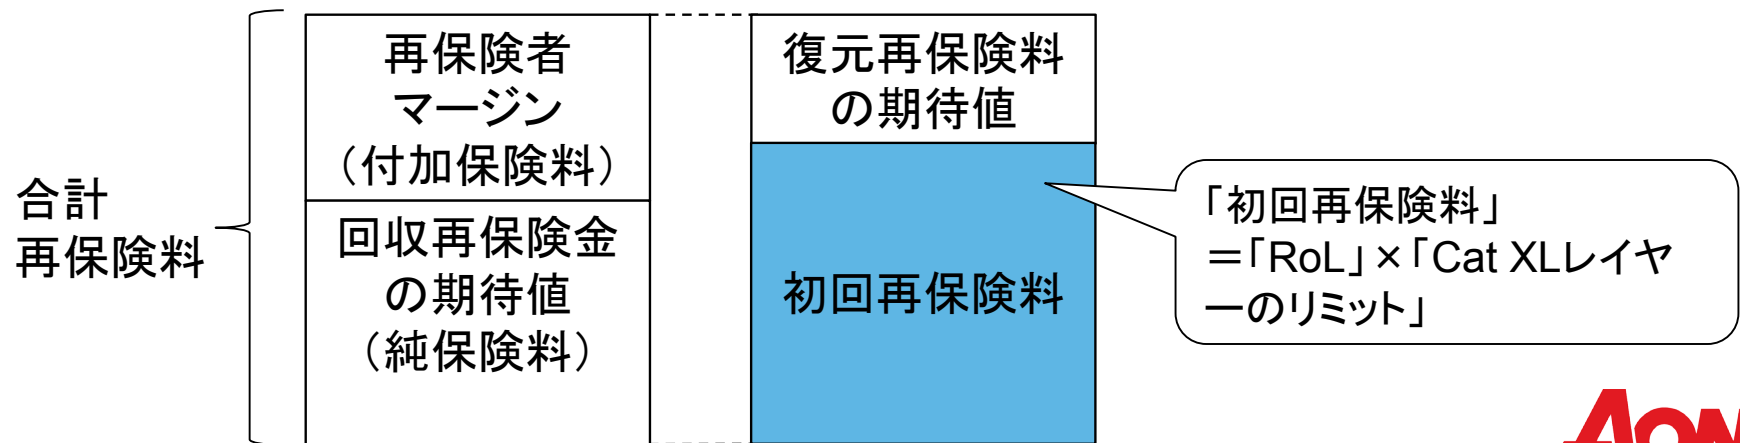 合計
再保険料
再保険者
マージン
（付加保険料）
回収再保険金
の期待値
（純保険料）
復元再保険料
の期待値
初回再保険料
「初回再保険料」
＝「RoL」×「Cat XLレイヤ
ーのリミット」
AON